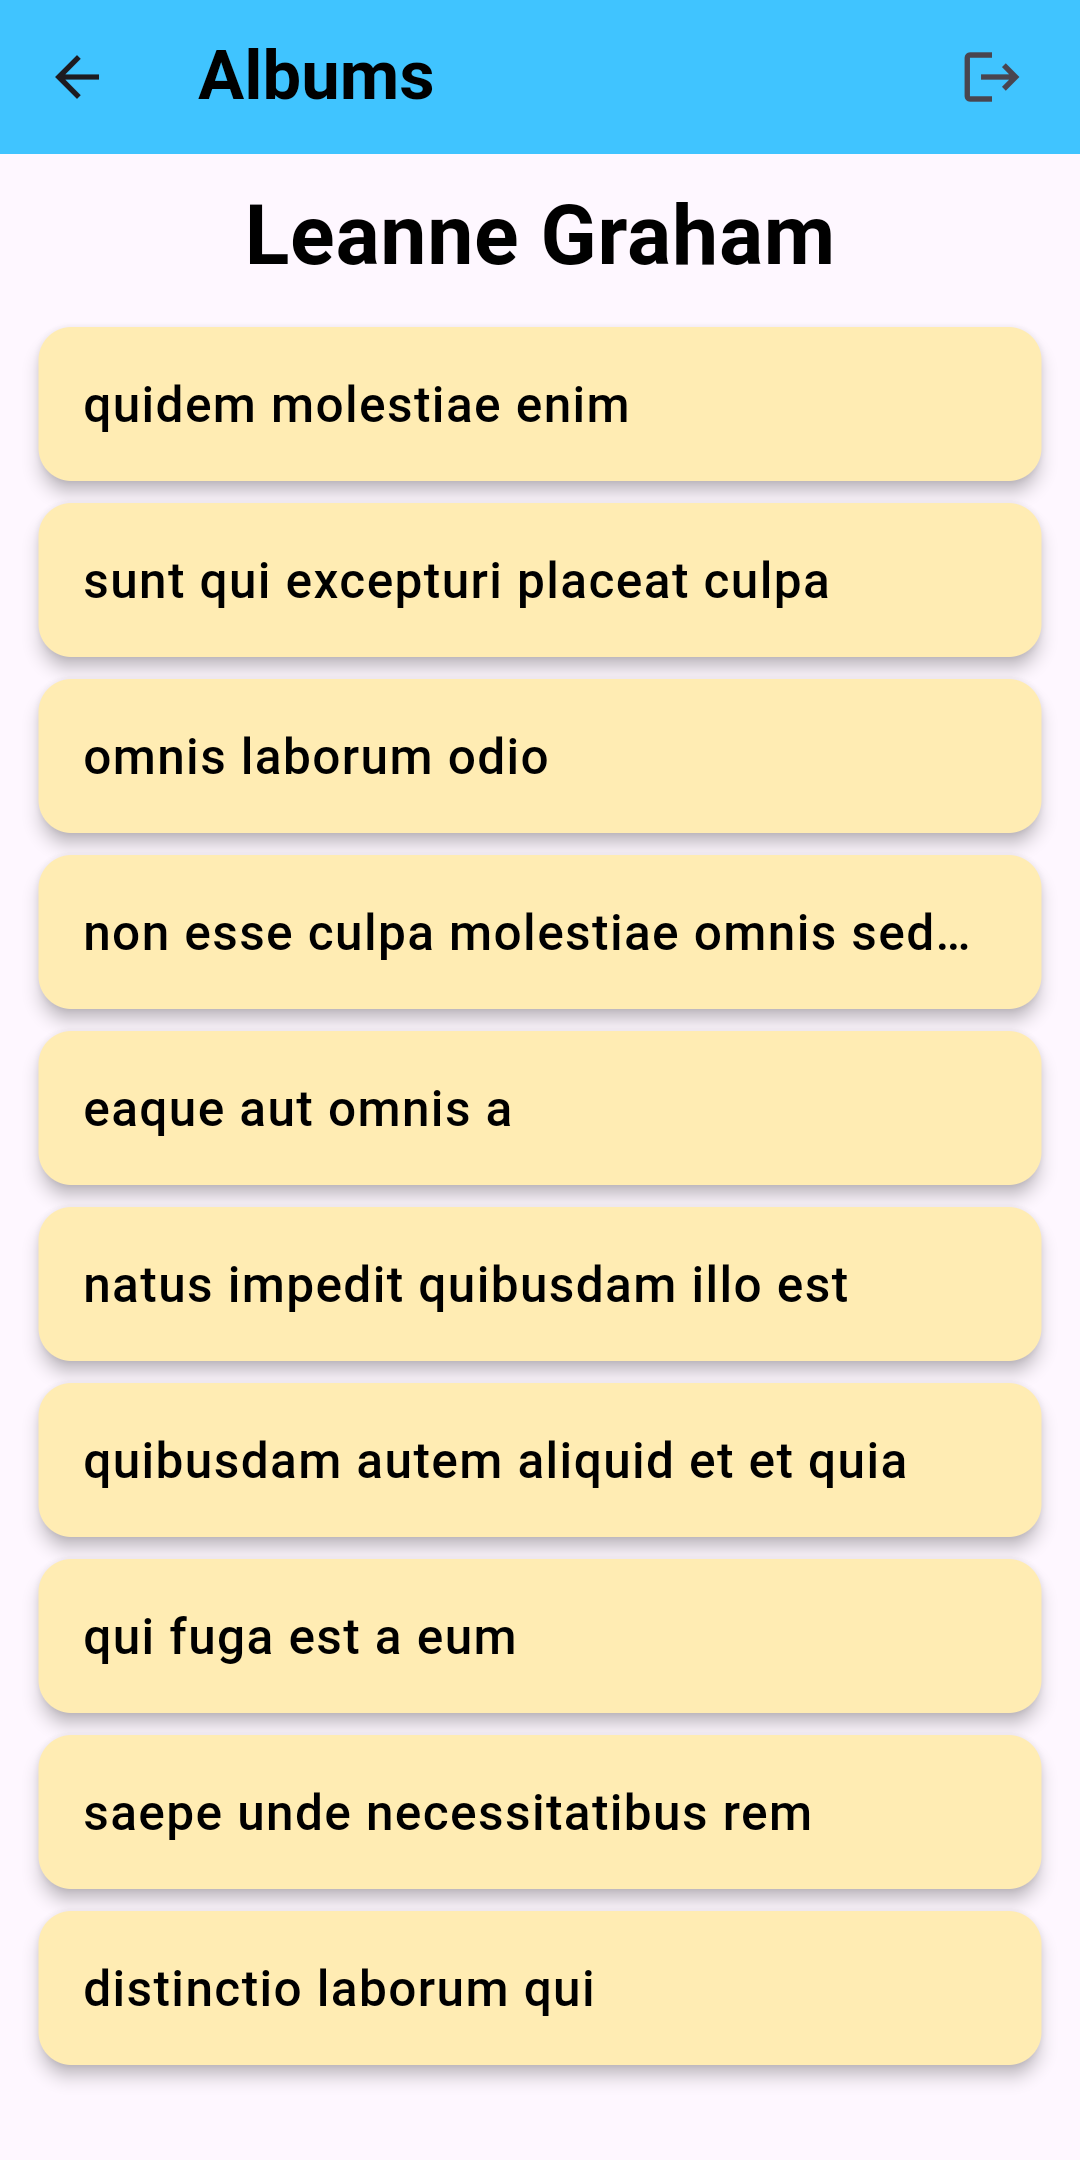 Albums
Leanne Graham
quidem molestiae enim
sunt qui excepturi placeat culpa
omnis laborum odio
non esse culpa molestiae omnis sed…
eaque aut omnis a
natus impedit quibusdam illo est
quibusdam autem aliquid et et quia
qui fuga est a eum
saepe unde necessitatibus rem
distinctio laborum qui